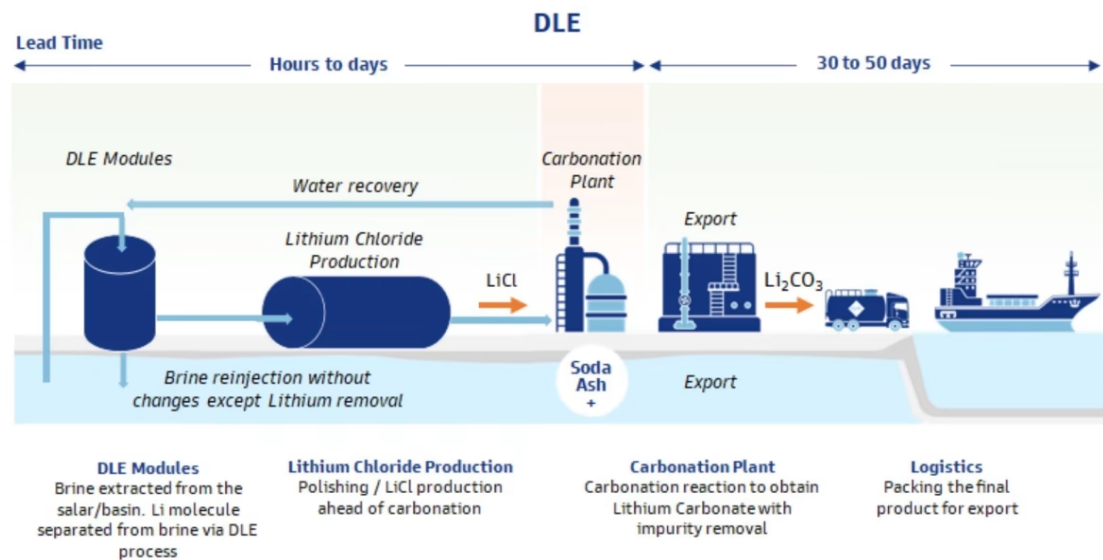 DLE
Lead Time
Hours to days
30 to 50 days
DLE Modules
Carbonation
Plant
Water recovery
Export
Lithium Chloride
Production
LiCl
Li₂CO₃
Brine reinjection without
changes except Lithium removal
Soda
Ash
+
Export
DLE Modules
Brine extracted from the
salar/basin. Li molecule
separated from brine via DLE
process
Lithium Chloride Production
Polishing / LiCl production
ahead of carbonation
Carbonation Plant
Carbonation reaction to obtain
Lithium Carbonate with
impurity removal
Logistics
Packing the final
product for export